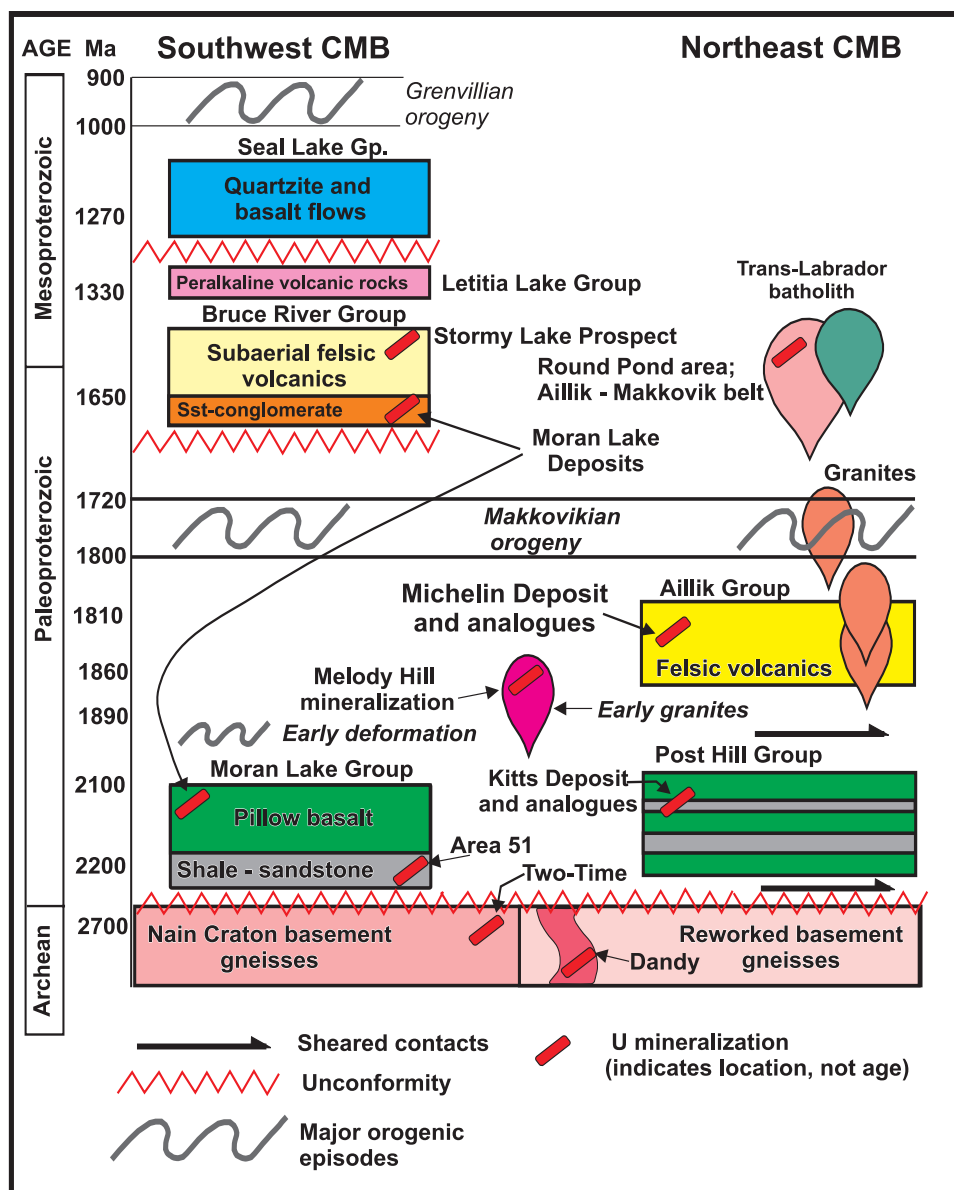 AGE Ma
Southwest CMB
Northeast CMB
900
Grenvillian
orogeny
1000
Seal Lake Gp.
Quartzite and
basalt flows
1270
Mesoproterozoic
Peralkaline volcanic rocks
Letitia Lake Group
1330
Trans-Labrador
batholith
Bruce River Group
Stormy Lake Prospect
Subaerial felsic
volcanics
Round Pond area;
Aillik - Makkovik belt
1650
Sst-conglomerate
Moran Lake
Deposits
Granites
1720
Makkovikian
orogeny
1800
Paleoproterozoic
Aillik Group
Michelin Deposit
and analogues
1810
Felsic volcanics
1860
Melody Hill
mineralization
1890
Early granites
Early deformation
Post Hill Group
Moran Lake Group
2100
Kitts Deposit
and analogues
Pillow basalt
Area 51
2200
Shale - sandstone
Two-Time
2700
Nain Craton basement
gneisses
Reworked basement
gneisses
Dandy
Archean
Sheared contacts
U mineralization
(indicates location, not age)
Unconformity
Major orogenic
episodes